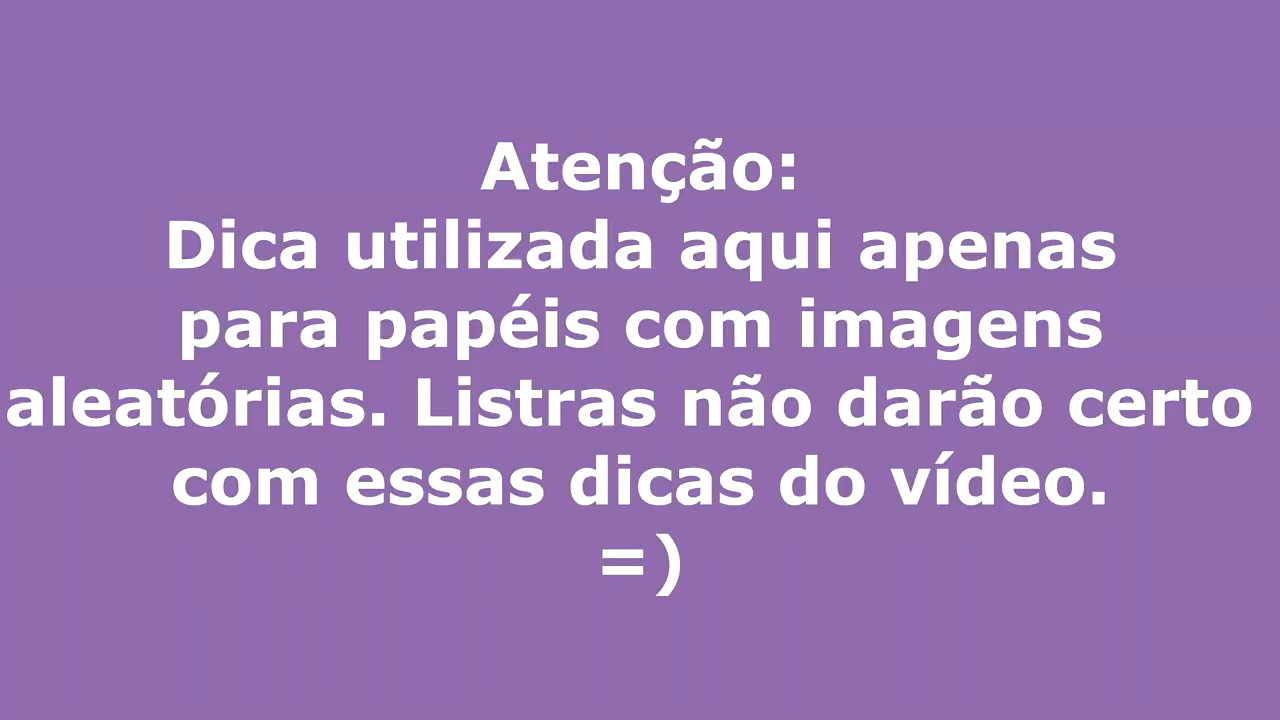 Atenção:
Dica utilizada aqui apenas
para papéis com imagens
aleatórias. Listras não darão certo
com essas dicas do vídeo.
=)